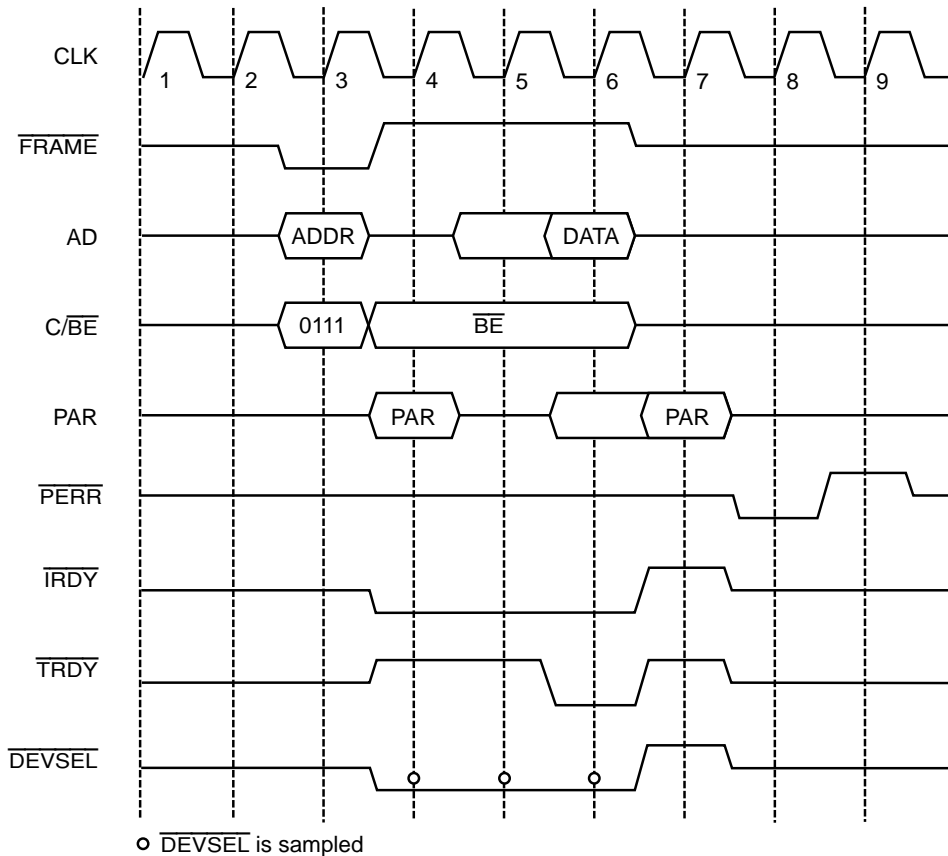 CLK
1 2 3 4 5 6 7 8 9
FRAME
AD
ADDR DATA
C/BE
0111 BE
PAR
PAR PAR
PERR
IRDY
TRDY
DEVSEL
DEVSEL is sampled